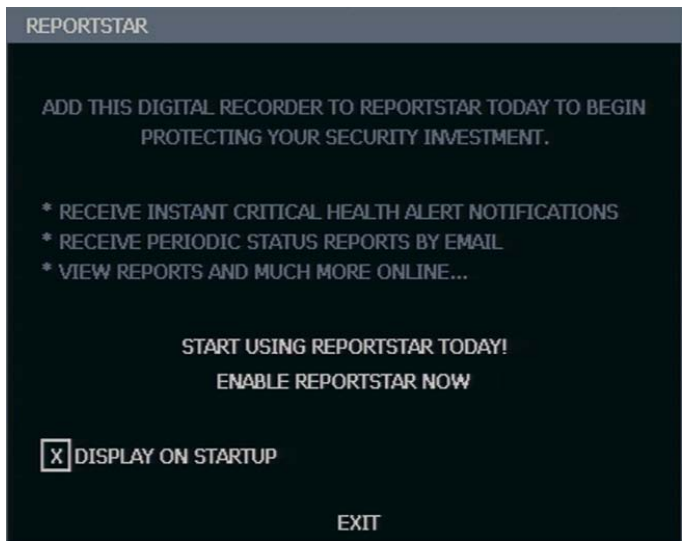 REPORTSTAR
ADD THIS DIGITAL RECORDER TO REPORTSTAR TODAY TO BEGIN
PROTECTING YOUR SECURITY INVESTMENT.
* RECEIVE INSTANT CRITICAL HEALTH ALERT NOTIFICATIONS
* RECEIVE PERIODIC STATUS REPORTS BY EMAIL
* VIEW REPORTS AND MUCH MORE ONLINE...
START USING REPORTSTAR TODAY!
ENABLE REPORTSTAR NOW
X DISPLAY ON STARTUP
EXIT